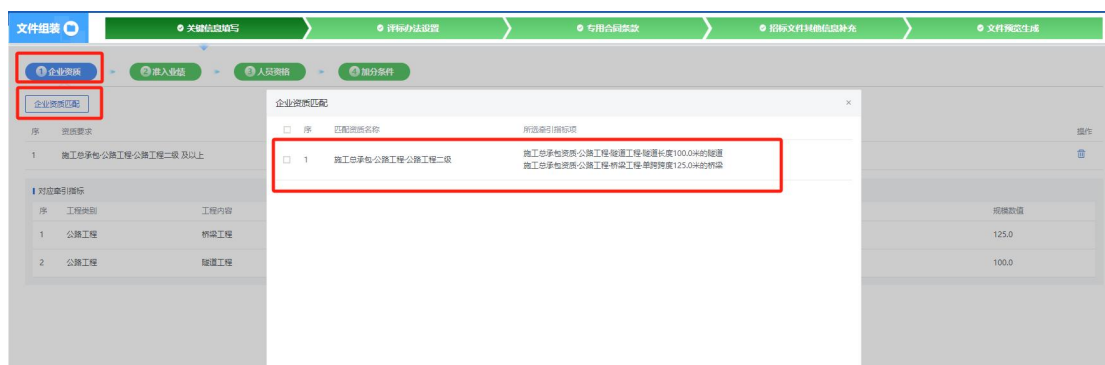 文件组装
关键信息填写
评标办法设置
专用合同条款
招标文件其他信息补充
文件预览生成
1 企业资质
2 准入业绩
3 人员资格
4 加分条件
企业资质匹配
序 资质要求 操作
1 施工总承包·公路工程·公路工程二级 及以上
对应牵引指标
序 工程类别 工程内容 规模数值
1 公路工程 桥梁工程 125.0
2 公路工程 隧道工程 100.0
企业资质匹配 ×
序 匹配资质名称 所选牵引指标项
1 施工总承包·公路工程·公路工程二级 施工总承包资质·公路工程·隧道工程·隧道长度100.0米的隧道
施工总承包资质·公路工程·桥梁工程·单跨跨度125.0米的桥梁